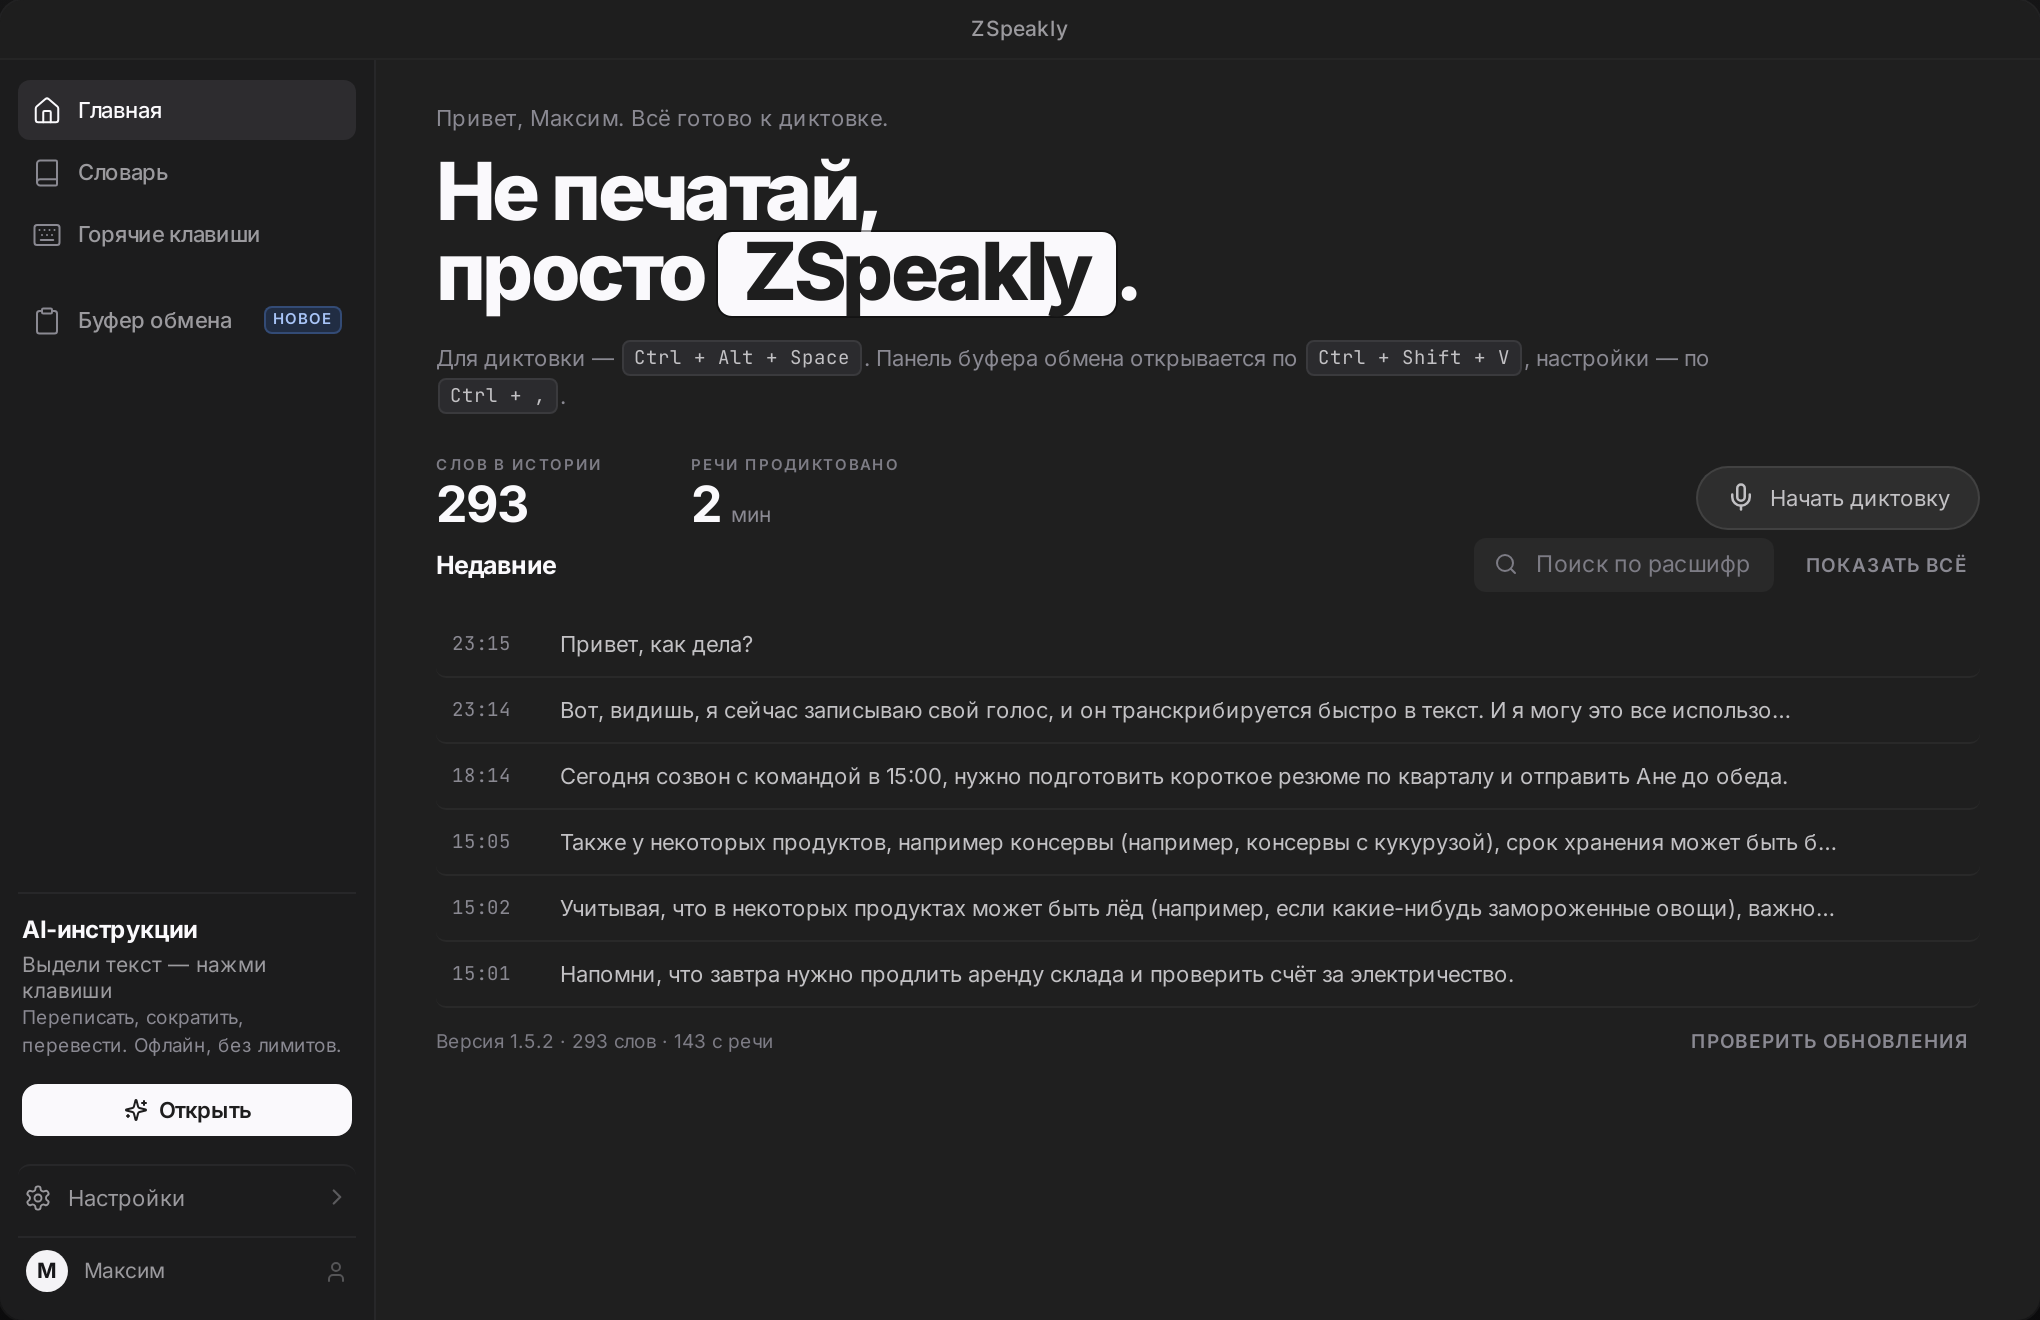 ZSpeakly
Главная
Словарь
Горячие клавиши
Буфер обмена НОВОЕ
AI-инструкции
Выдели текст — нажми
клавиши
Переписать, сократить,
перевести. Офлайн, без лимитов.
Открыть
Настройки
М Максим
Привет, Максим. Всё готово к диктовке.
Не печатай,
просто ZSpeakly.
Для диктовки — Ctrl + Alt + Space. Панель буфера обмена открывается по Ctrl + Shift + V, настройки — по
Ctrl + ,.
СЛОВ В ИСТОРИИ РЕЧИ ПРОДИКТОВАНО
293 2 мин Начать диктовку
Недавние Поиск по расшифр ПОКАЗАТЬ ВСЁ
23:15 Привет, как дела?
23:14 Вот, видишь, я сейчас записываю свой голос, и он транскрибируется быстро в текст. И я могу это все использо...
18:14 Сегодня созвон с командой в 15:00, нужно подготовить короткое резюме по кварталу и отправить Ане до обеда.
15:05 Также у некоторых продуктов, например консервы (например, консервы с кукурузой), срок хранения может быть б...
15:02 Учитывая, что в некоторых продуктах может быть лёд (например, если какие-нибудь замороженные овощи), важно...
15:01 Напомни, что завтра нужно продлить аренду склада и проверить счёт за электричество.
Версия 1.5.2 · 293 слов · 143 с речи ПРОВЕРИТЬ ОБНОВЛЕНИЯ